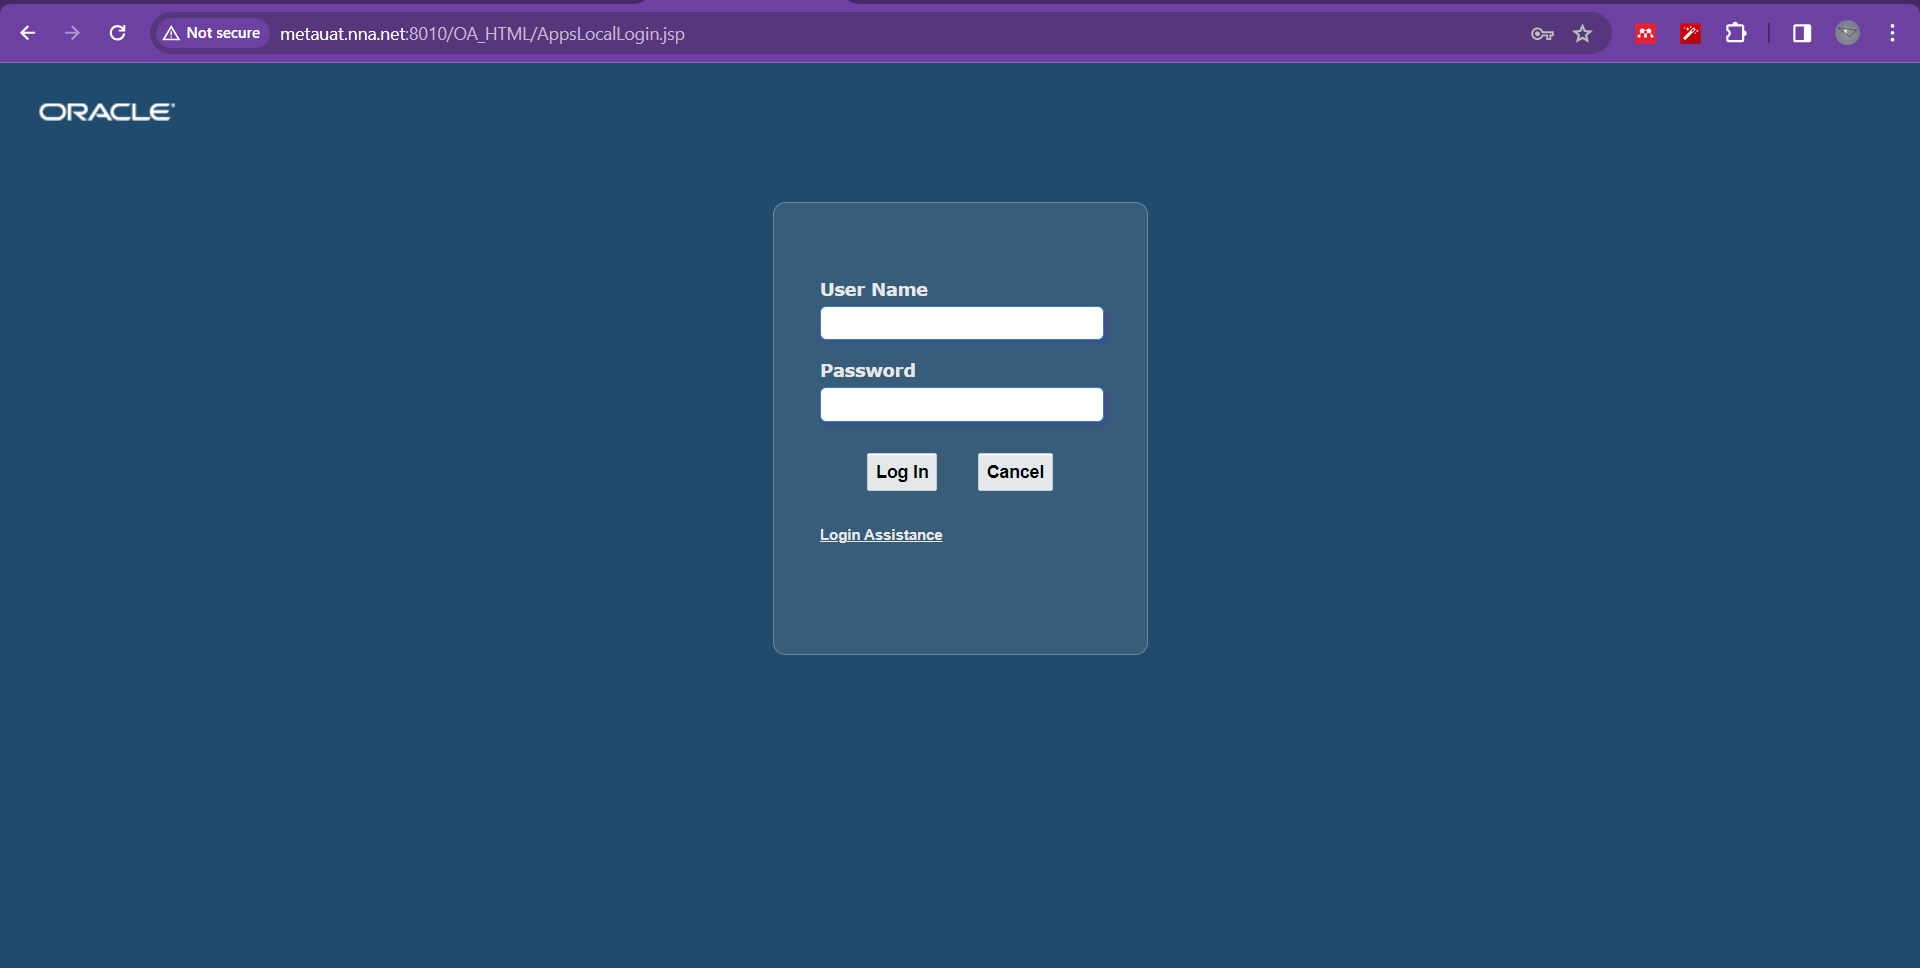 Not secure
metauat.nna.net:8010/OA_HTML/AppsLocalLogin.jsp
ORACLE
User Name
Password
Log In
Cancel
Login Assistance